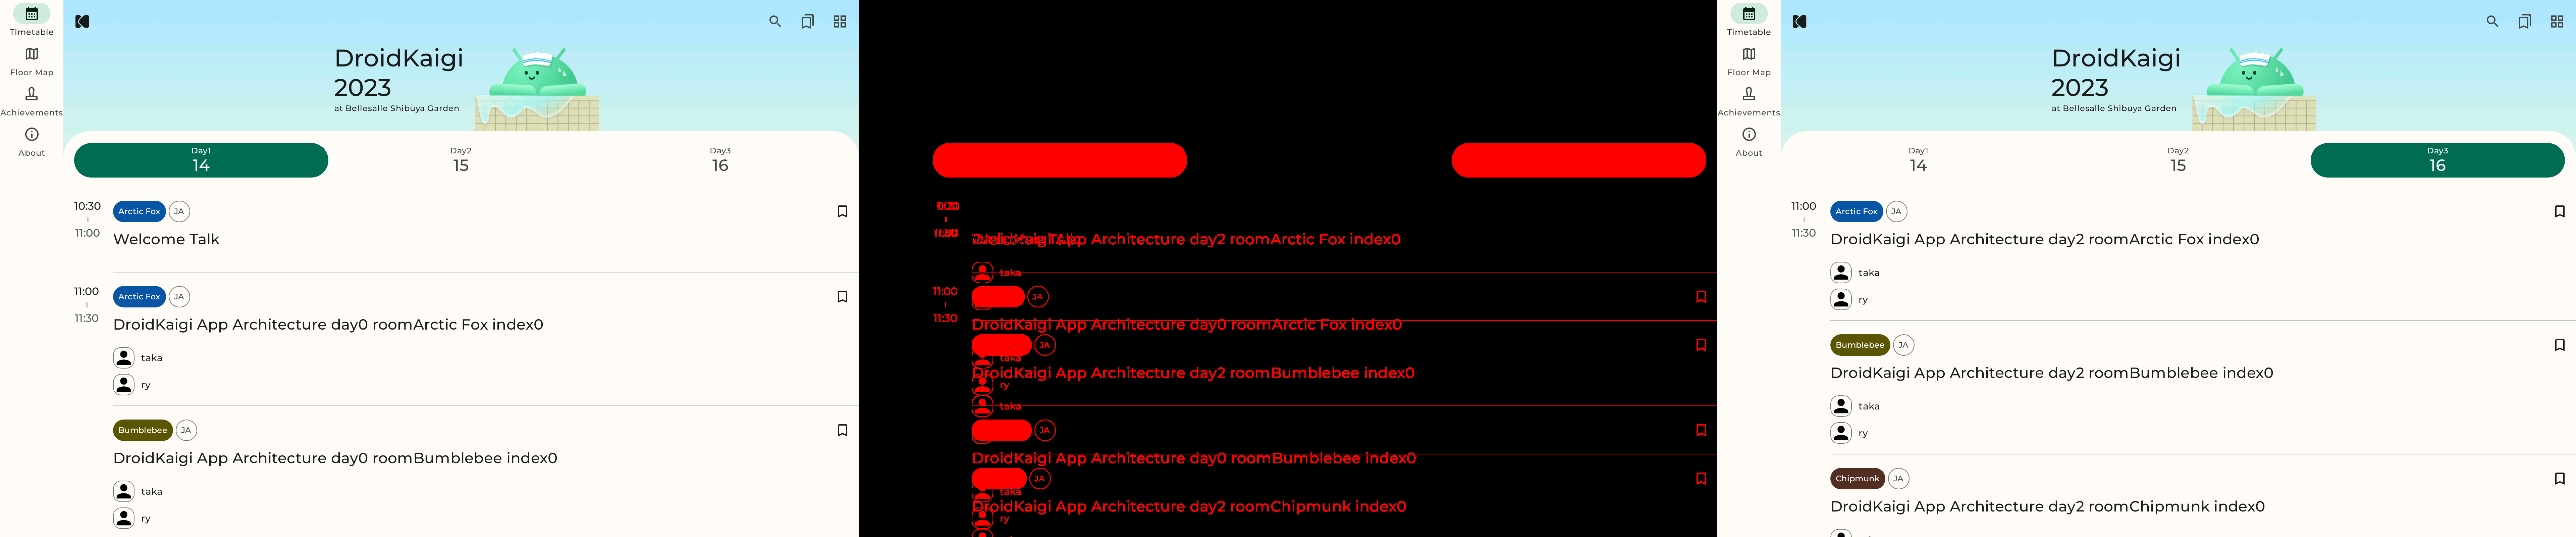 Timetable
Floor Map
Achievements
About
DroidKaigi
2023
at Bellesalle Shibuya Garden
Day1
14
Day2
15
Day3
16
10:30
11:00
Arctic Fox JA
Welcome Talk
11:00
11:30
Arctic Fox JA
DroidKaigi App Architecture day0 roomArctic Fox index0
taka
ry
Bumblebee JA
DroidKaigi App Architecture day0 roomBumblebee index0
taka
ry
DroidKaigi App Architecture day2 roomArctic Fox index0
taka
11:00
11:30
JA
DroidKaigi App Architecture day0 roomArctic Fox index0
JA
taka
DroidKaigi App Architecture day2 roomBumblebee index0
ry
taka
JA
DroidKaigi App Architecture day0 roomBumblebee index0
JA
taka
DroidKaigi App Architecture day2 roomChipmunk index0
ry
Timetable
Floor Map
Achievements
About
DroidKaigi
2023
at Bellesalle Shibuya Garden
Day1
14
Day2
15
Day3
16
11:00
11:30
Arctic Fox JA
DroidKaigi App Architecture day2 roomArctic Fox index0
taka
ry
Bumblebee JA
DroidKaigi App Architecture day2 roomBumblebee index0
taka
ry
Chipmunk JA
DroidKaigi App Architecture day2 roomChipmunk index0